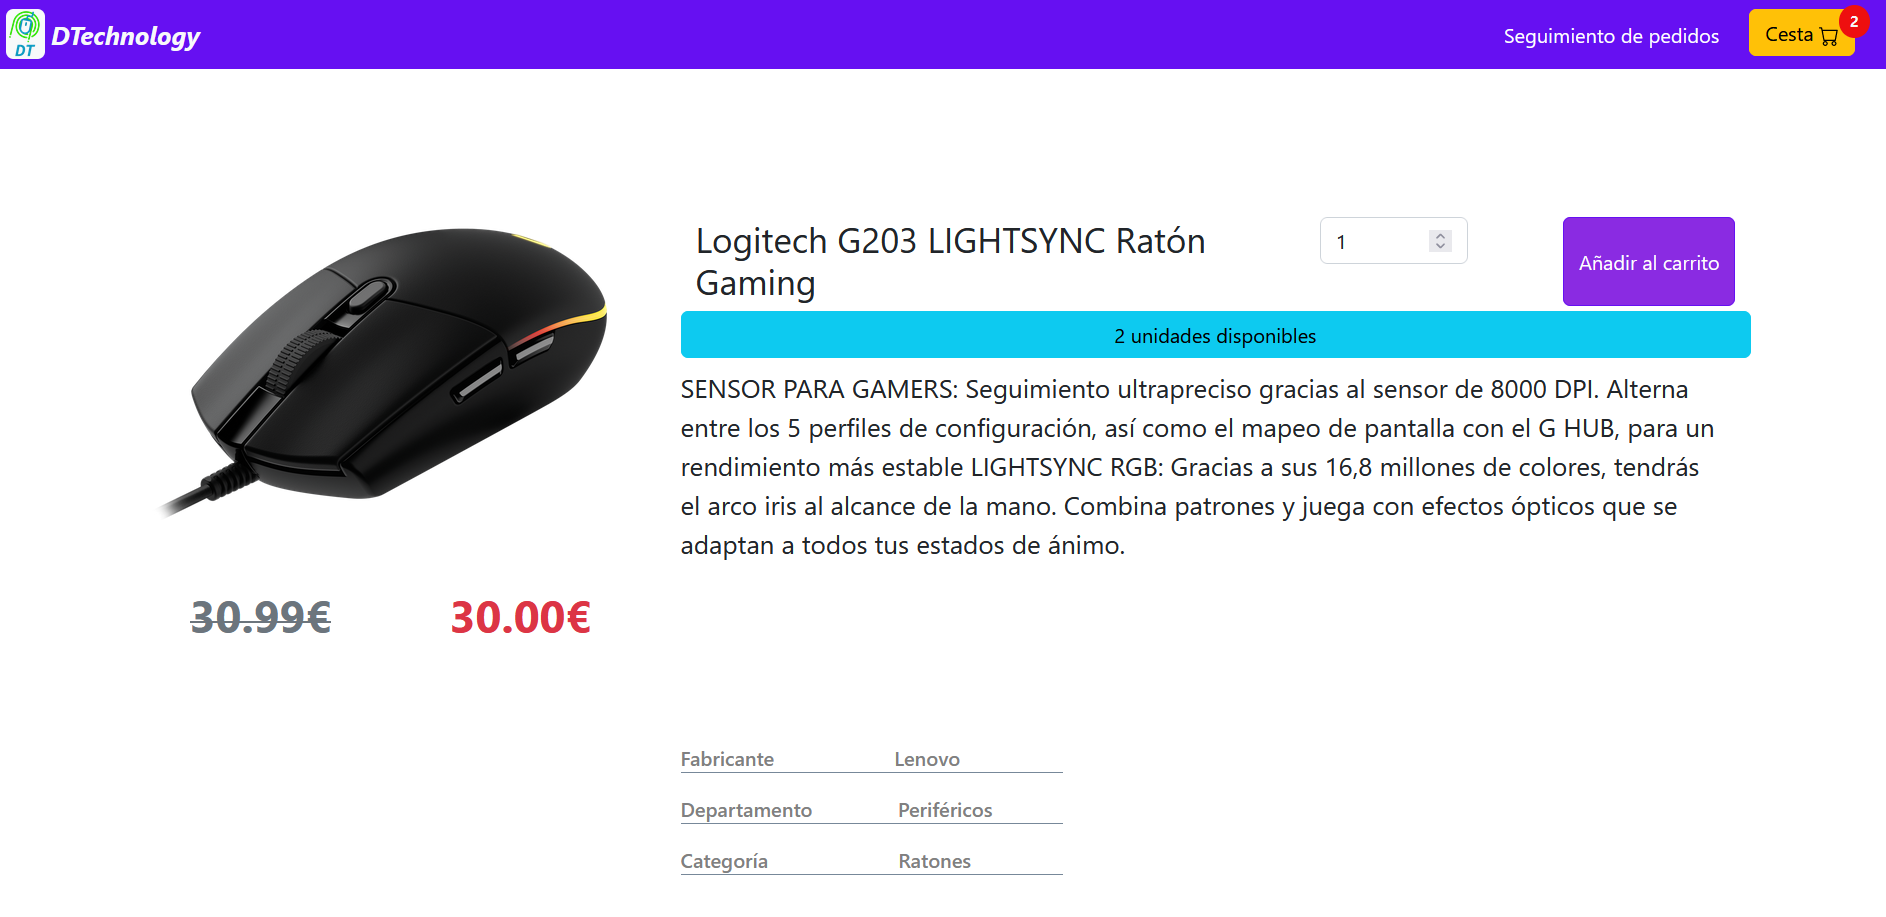 DT
DTechnology
Seguimiento de pedidos
Cesta
2
Logitech G203 LIGHTSYNC Ratón
Gaming
1
Añadir al carrito
2 unidades disponibles
SENSOR PARA GAMERS: Seguimiento ultrapreciso gracias al sensor de 8000 DPI. Alterna
entre los 5 perfiles de configuración, así como el mapeo de pantalla con el G HUB, para un
rendimiento más estable LIGHTSYNC RGB: Gracias a sus 16,8 millones de colores, tendrás
el arco iris al alcance de la mano. Combina patrones y juega con efectos ópticos que se
adaptan a todos tus estados de ánimo.
30.99€ 30.00€
Fabricante Lenovo
Departamento Periféricos
Categoría Ratones